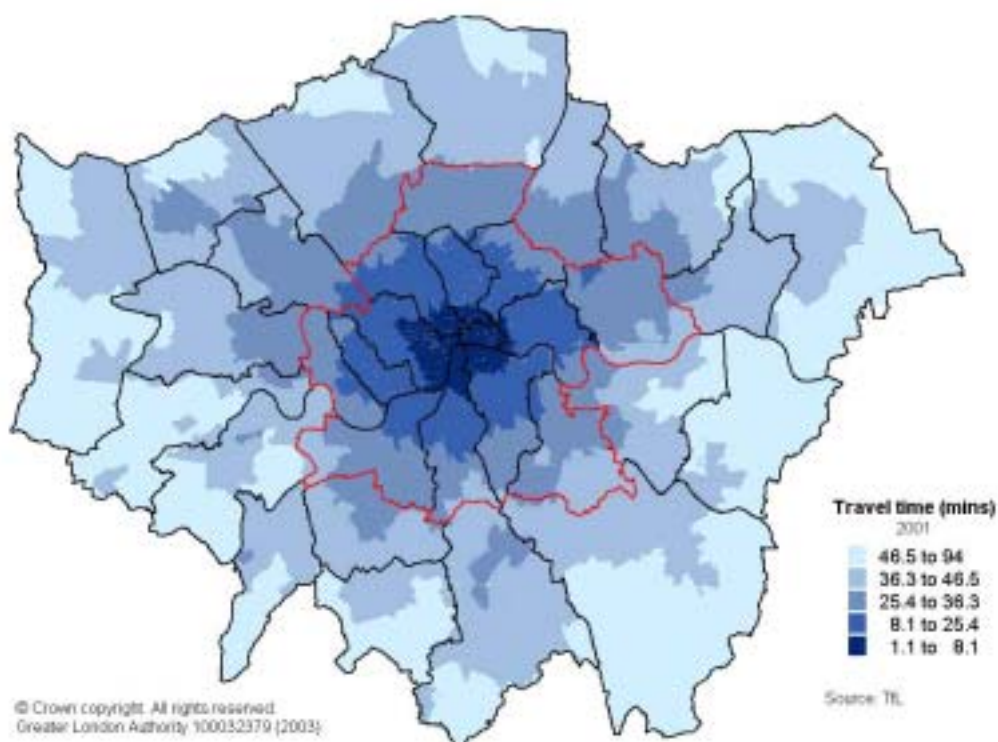 Travel time (mins)
2001
46.5 to 94
36.3 to 46.5
25.4 to 36.3
8.1 to 25.4
1.1 to 8.1
Source: TfL
© Crown copyright. All rights reserved.
Greater London Authority 100032379 (2003)